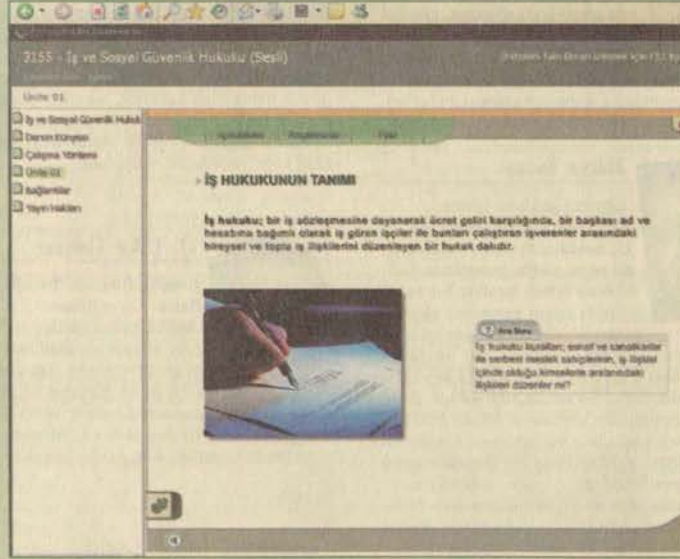 3155 - İş ve Sosyal Güvenlik Hukuku (Sesli)
Ünite 01
İş ve Sosyal Güvenlik Hukuk
Dersin Künyesi
Çalışma Yöntemi
Ünite 01
Bağlantılar
Yayın Hakları
İŞ HUKUKUNUN TANIMI
İş hukuku; bir iş sözleşmesine dayanarak ücret geliri karşılığında, bir başkası ad ve
hesabına bağımlı olarak iş gören işçiler ile bunları çalıştıran işverenler arasındaki
bireysel ve toplu iş ilişkilerini düzenleyen bir hukuk dalıdır.
? Ara Soru
İş hukuku kuralları; esnaf ve sanatkarlar
ile serbest meslek sahiplerinin, iş ilişkisi
içinde olduğu kimselerle aralarındaki
ilişkileri düzenler mi?